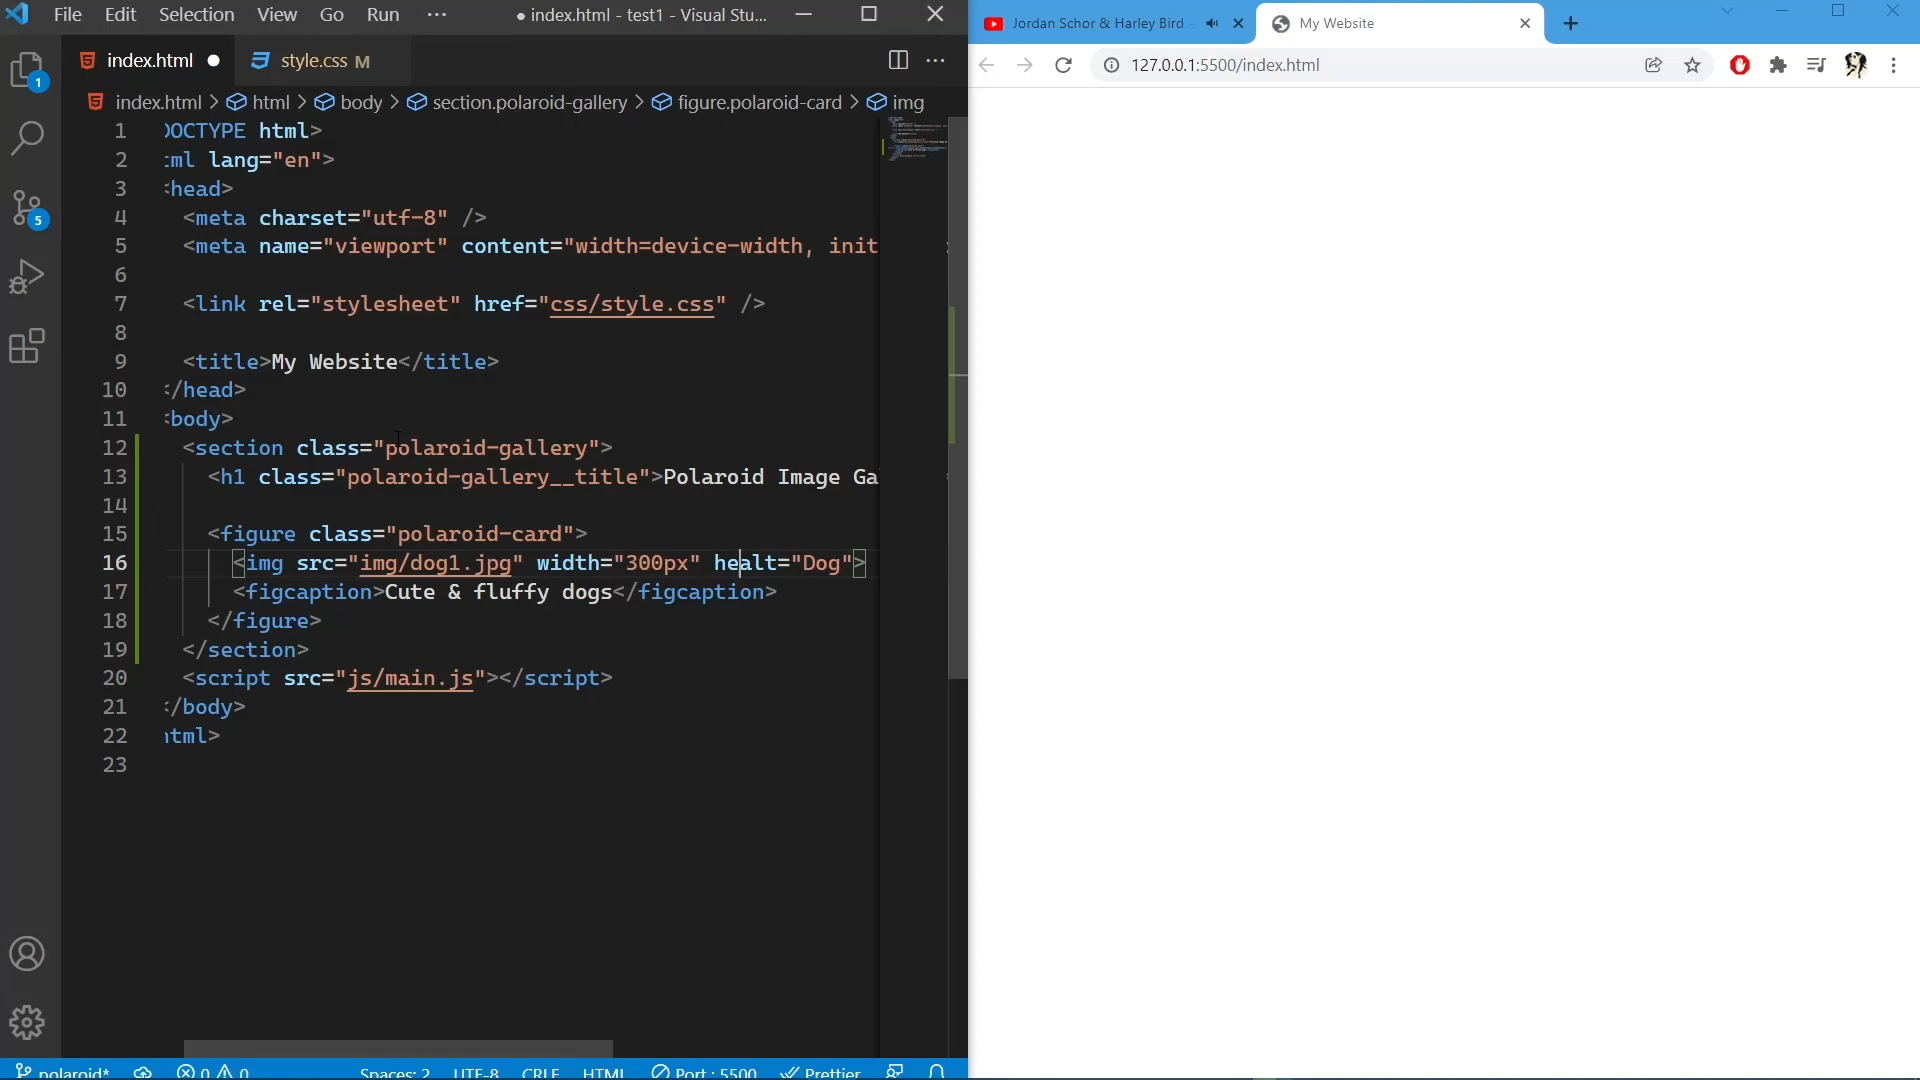 File Edit Selection View Go Run ··· ● index.html - test1 - Visual Stu...
index.html ● style.css M
index.html > html > body > section.polaroid-gallery > figure.polaroid-card > img
1 DOCTYPE html>
2 ml lang="en">
3 <head>
4 <meta charset="utf-8" />
5 <meta name="viewport" content="width=device-width, init
6
7 <link rel="stylesheet" href="css/style.css" />
8
9 <title>My Website</title>
10 </head>
11 <body>
12 <section class="polaroid-gallery">
13 <h1 class="polaroid-gallery__title">Polaroid Image Ga
14
15 <figure class="polaroid-card">
16 <img src="img/dog1.jpg" width="300px" healt="Dog">
17 <figcaption>Cute & fluffy dogs</figcaption>
18 </figure>
19 </section>
20 <script src="js/main.js"></script>
21 </body>
22 html>
23
1
5
polaroid* 0 0 Spaces: 2 UTF-8 CRLF HTML Port : 5500 Prettier
Jordan Schor & Harley Bird - My Website
127.0.0.1:5500/index.html